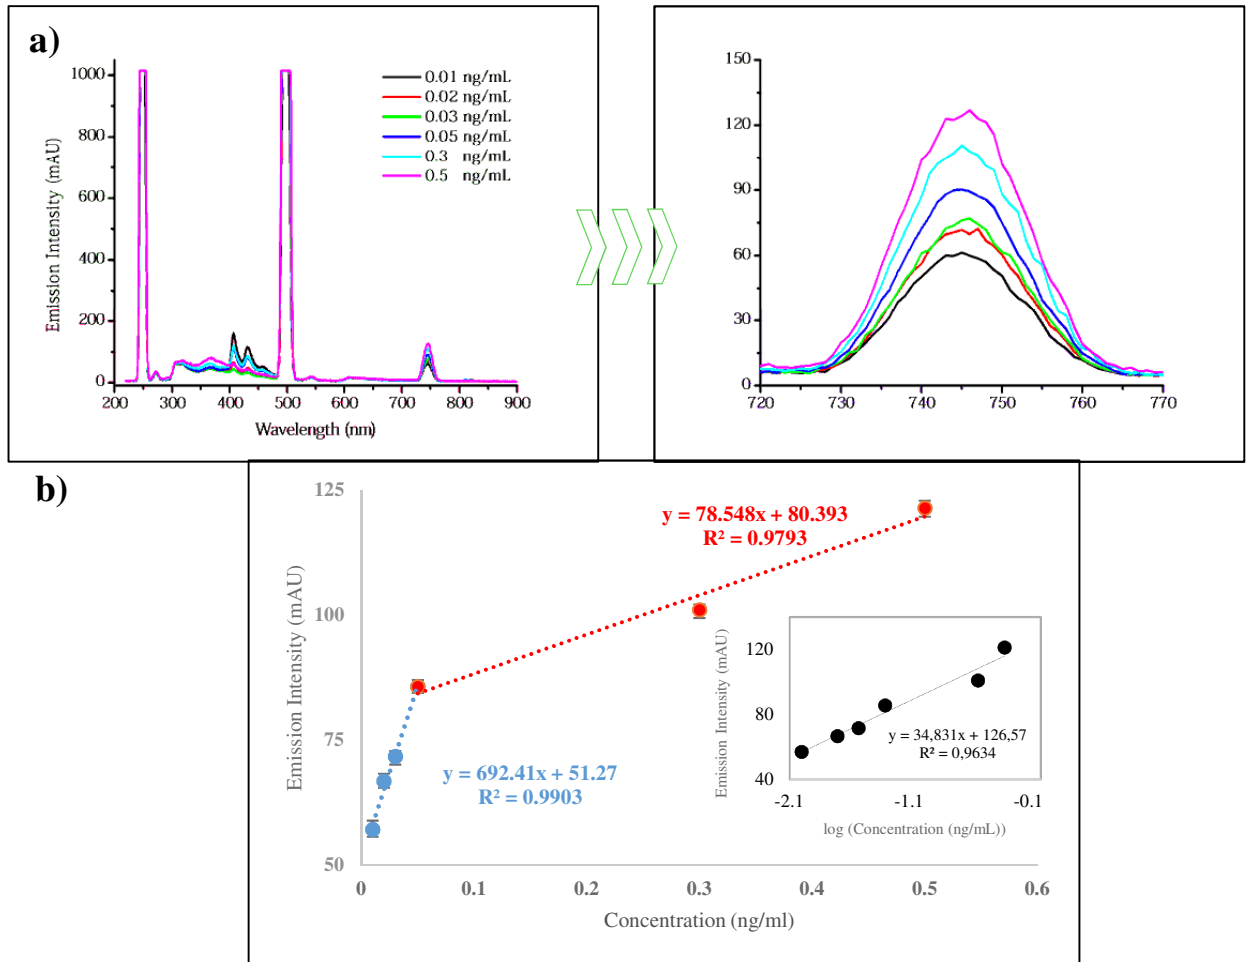 a)
1000
800
600
400
200
0
Emission Intensity (mAU)
0.01 ng/mL
0.02 ng/mL
0.03 ng/mL
0.05 ng/mL
0.3 ng/mL
0.5 ng/mL
200 300 400 500 600 700 800 900
Wavelength (nm)
150
120
90
60
30
0
720 730 740 750 760 770
b)
125
100
75
50
Emission Intensity (mAU)
y = 78.548x + 80.393
R² = 0.9793
y = 692.41x + 51.27
R² = 0.9903
120
80
40
Emission Intensity (mAU)
y = 34,831x + 126,57
R² = 0,9634
-2.1 -1.1 -0.1
log (Concentration (ng/mL))
0 0.1 0.2 0.3 0.4 0.5 0.6
Concentration (ng/ml)